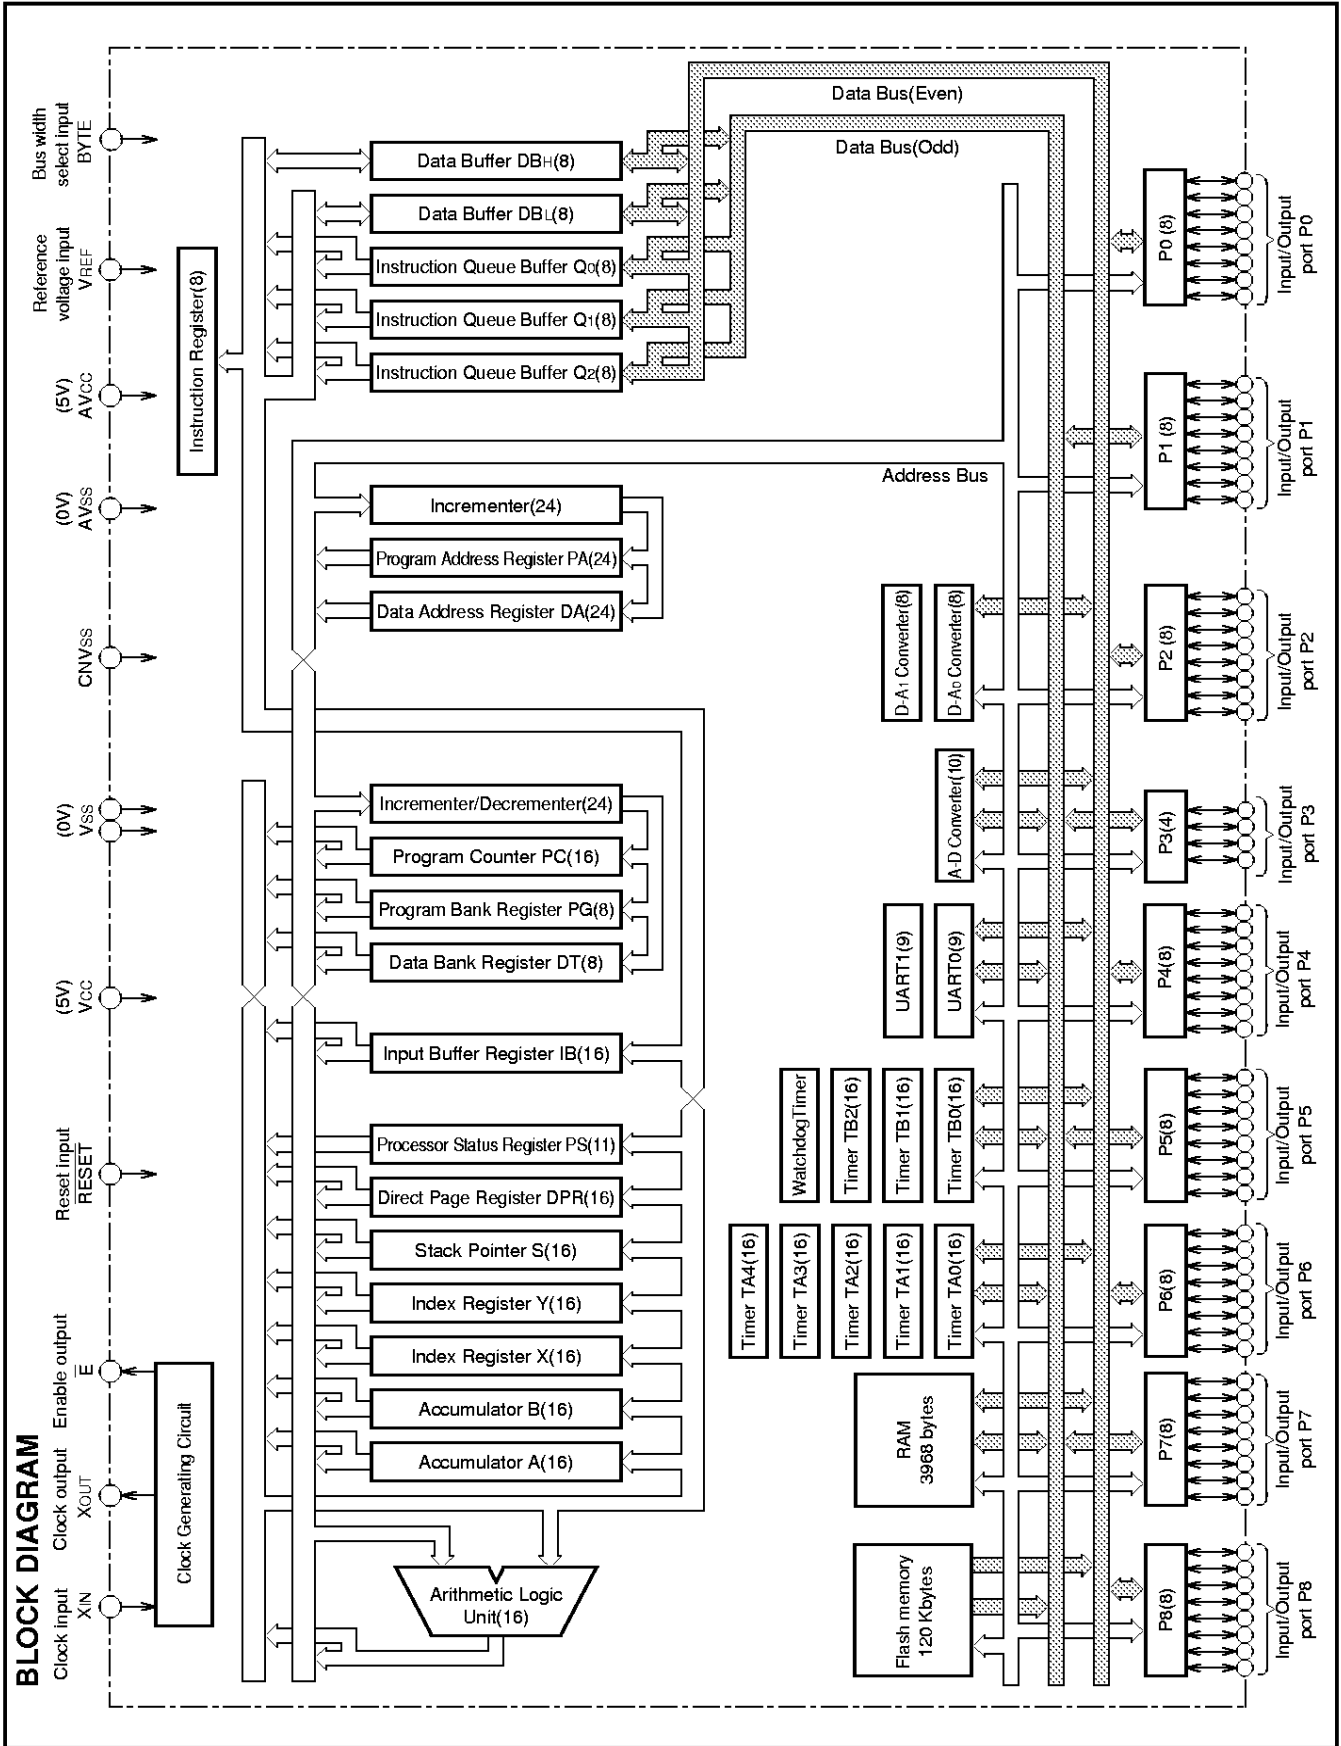 BLOCK DIAGRAM
Clock input
XIN
Clock output
XOUT
Enable output
E
Reset input
RESET
(5V)
VCC
(0V)
VSS
CNVSS
(0V)
AVSS
(5V)
AVCC
Reference
voltage input
VREF
Bus width
select input
BYTE
Clock Generating Circuit
Instruction Register(8)
Data Buffer DBH(8)
Data Buffer DBL(8)
Instruction Queue Buffer Q0(8)
Instruction Queue Buffer Q1(8)
Instruction Queue Buffer Q2(8)
Incrementer(24)
Program Address Register PA(24)
Data Address Register DA(24)
Incrementer/Decrementer(24)
Program Counter PC(16)
Program Bank Register PG(8)
Data Bank Register DT(8)
Input Buffer Register IB(16)
Processor Status Register PS(11)
Direct Page Register DPR(16)
Stack Pointer S(16)
Index Register Y(16)
Index Register X(16)
Accumulator B(16)
Accumulator A(16)
Arithmetic Logic
Unit(16)
Data Bus(Even)
Data Bus(Odd)
Address Bus
D-A1 Converter(8)
D-A0 Converter(8)
A-D Converter(10)
UART1(9)
UART0(9)
WatchdogTimer
Timer TB2(16)
Timer TB1(16)
Timer TB0(16)
Timer TA4(16)
Timer TA3(16)
Timer TA2(16)
Timer TA1(16)
Timer TA0(16)
RAM
3968 bytes
Flash memory
120 Kbytes
P0(8)
P1(8)
P2(8)
P3(4)
P4(8)
P5(8)
P6(8)
P7(8)
P8(8)
Input/Output
port P0
Input/Output
port P1
Input/Output
port P2
Input/Output
port P3
Input/Output
port P4
Input/Output
port P5
Input/Output
port P6
Input/Output
port P7
Input/Output
port P8